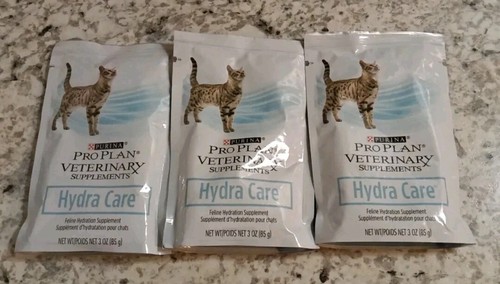 PURINA
PRO PLAN®
VETERINARY
SUPPLEMENTS
Hydra Care
Feline Hydration Supplement
Supplément d'hydratation pour chats
NET WT/POIDS NET 3 OZ (85 g)
PURINA
PRO PLAN®
VETERINARY
SUPPLEMENTS
Hydra Care
Feline Hydration Supplement
Supplément d'hydratation pour chats
NET WT/POIDS NET 3 OZ (85 g)
PURINA
PRO PLAN®
VETERINARY
SUPPLEMENTS
Hydra Care
Feline Hydration Supplement
Supplément d'hydratation pour chats
NET WT/POIDS NET 3 OZ (85 g)